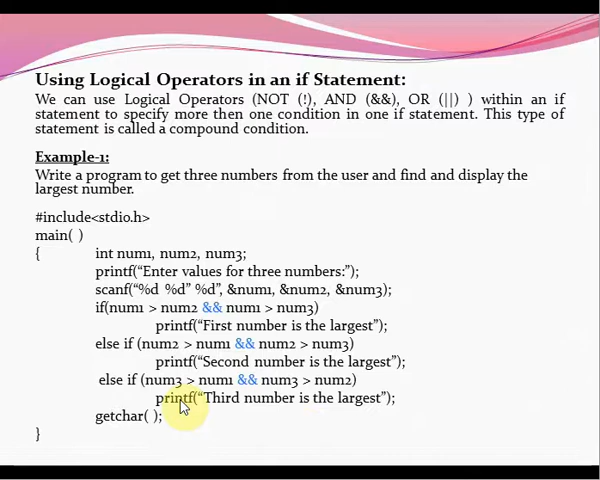 Using Logical Operators in an if Statement:
We can use Logical Operators (NOT (!), AND (&&), OR (||) ) within an if
statement to specify more then one condition in one if statement. This type of
statement is called a compound condition.
Example-1:
Write a program to get three numbers from the user and find and display the
largest number.
#include<stdio.h>
main( )
{ int num1, num2, num3;
printf(“Enter values for three numbers:”);
scanf(“%d %d” %d”, &num1, &num2, &num3);
if(num1 > num2 && num1 > num3)
printf(“First number is the largest”);
else if (num2 > num1 && num2 > num3)
printf(“Second number is the largest”);
else if (num3 > num1 && num3 > num2)
printf(“Third number is the largest”);
getchar( );
}